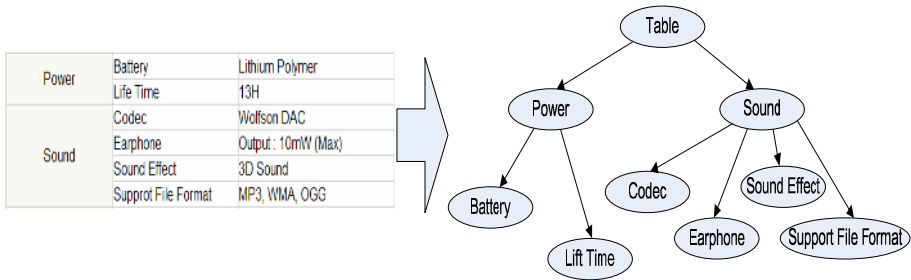 Power
Battery Lithium Polymer
Life Time 13H
Sound
Codec Wolfson DAC
Earphone Output : 10mW (Max)
Sound Effect 3D Sound
Supprot File Format MP3, WMA, OGG
Table
Power
Sound
Battery
Lift Time
Codec
Earphone
Sound Effect
Support File Format